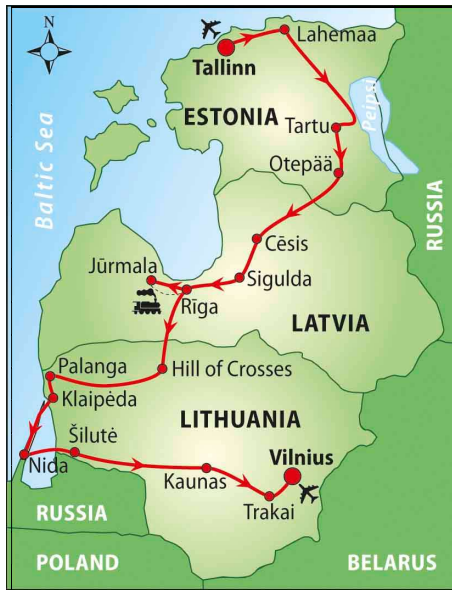 N
Lahemaa
Tallinn
ESTONIA
Baltic Sea
Peipsi
Tartu
Otepää
RUSSIA
Cēsis
Jūrmala
Sigulda
Rīga
LATVIA
Palanga
Hill of Crosses
Klaipėda
LITHUANIA
Šilutė
Vilnius
Nida
Kaunas
Trakai
RUSSIA
POLAND
BELARUS